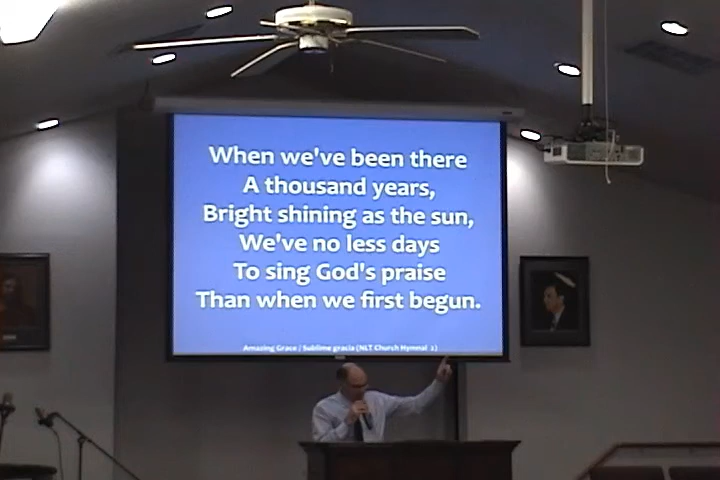 When we've been there
A thousand years,
Bright shining as the sun,
We've no less days
To sing God's praise
Than when we first begun.
Amazing Grace / Sublime gracia (NLT Church Hymnal 1)